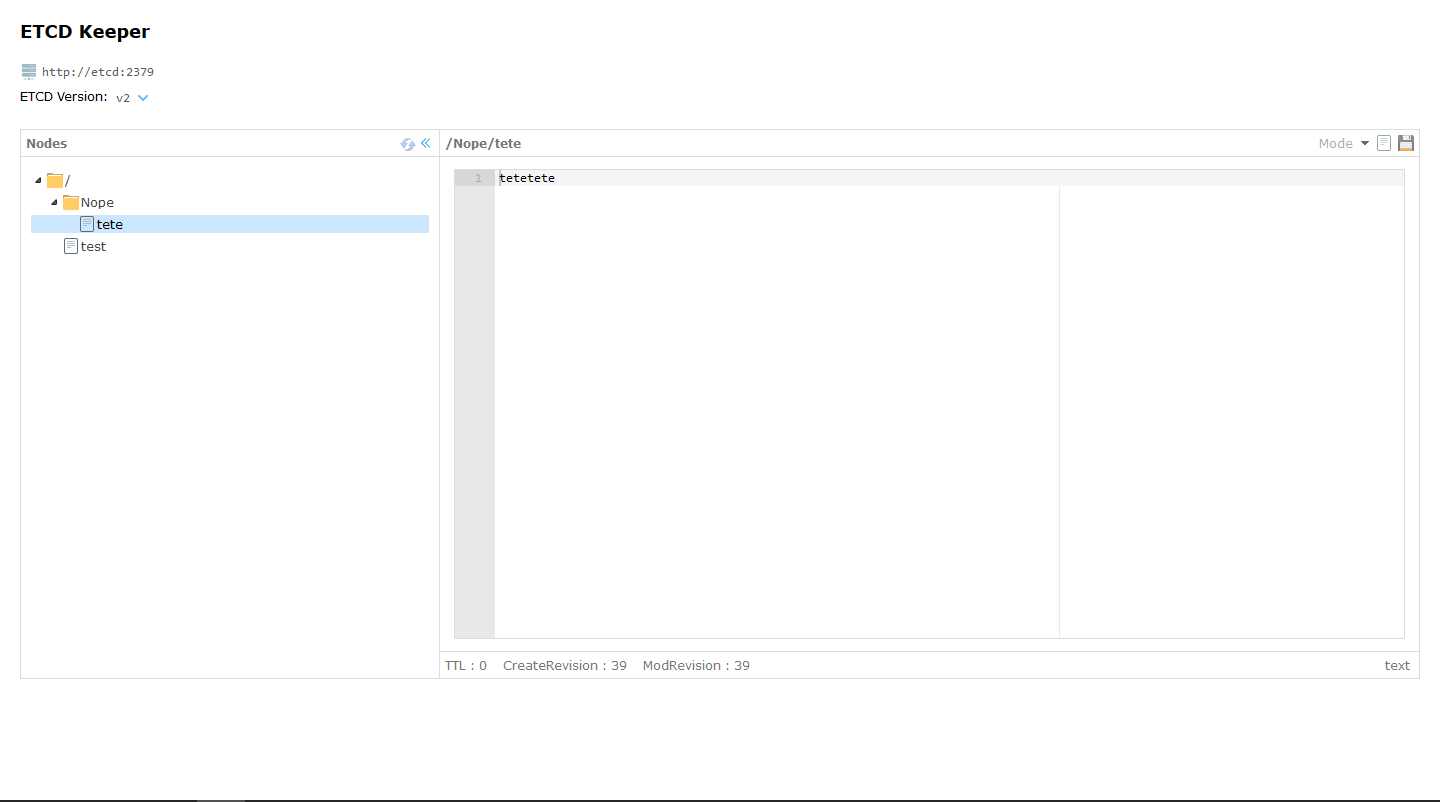 ETCD Keeper
http://etcd:2379
ETCD Version: v2
Nodes
/
Nope
tete
test
/Nope/tete
Mode
1 tetetete
TTL : 0 CreateRevision : 39 ModRevision : 39 text